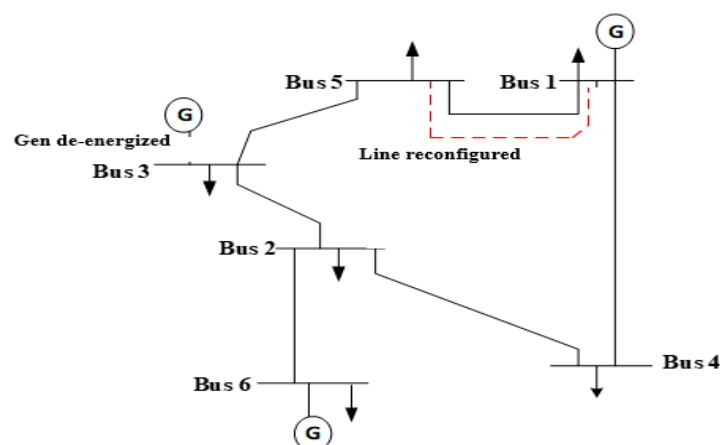 G
Bus 5
Bus 1
G
Gen de-energized
Line reconfigured
Bus 3
Bus 2
Bus 4
Bus 6
G